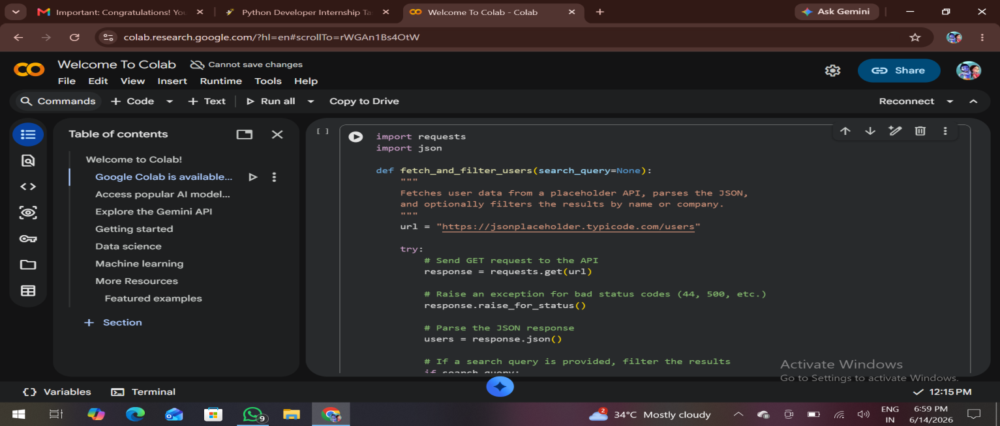 Important: Congratulations! Yo
Python Developer Internship Ta
Welcome To Colab - Colab
Ask Gemini
colab.research.google.com/?hl=en#scrollTo=rWGAn1Bs4OtW
Welcome To Colab
Cannot save changes
File Edit View Insert Runtime Tools Help
Share
Commands + Code + Text Run all Copy to Drive
Reconnect
Table of contents
Welcome to Colab!
Google Colab is available...
Access popular AI model...
Explore the Gemini API
Getting started
Data science
Machine learning
More Resources
Featured examples
+ Section
[ ]
import requests
import json
def fetch_and_filter_users(search_query=None):
"""
Fetches user data from a placeholder API, parses the JSON,
and optionally filters the results by name or company.
"""
url = "https://jsonplaceholder.typicode.com/users"
try:
# Send GET request to the API
response = requests.get(url)
# Raise an exception for bad status codes (44, 500, etc.)
response.raise_for_status()
# Parse the JSON response
users = response.json()
# If a search query is provided, filter the results
if search_query:
Activate Windows
Go to Settings to activate Windows.
Variables Terminal
12:15 PM
9
2
34°C Mostly cloudy
ENG
IN
6:59 PM
6/14/2026